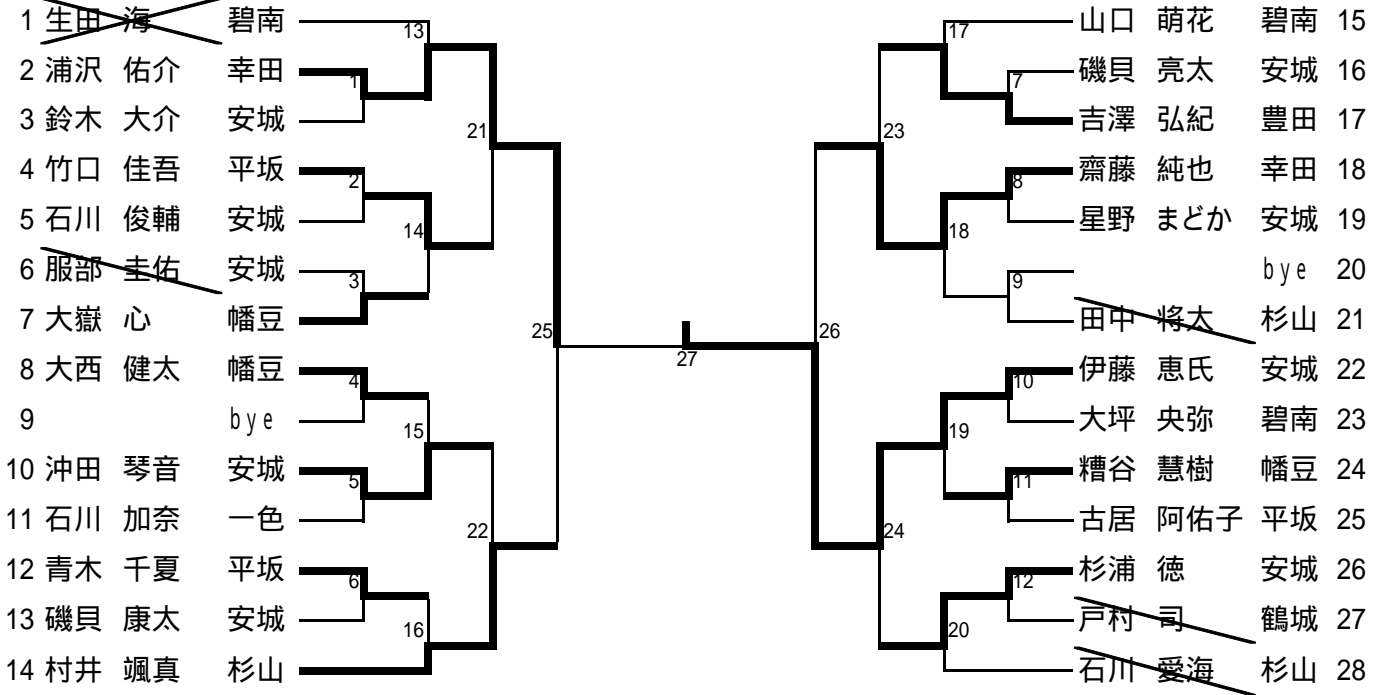 1 生田 海 碧南
2 浦沢 佑介 幸田
3 鈴木 大介 安城
4 竹口 佳吾 平坂
5 石川 俊輔 安城
6 服部 圭佑 安城
7 大嶽 心 幡豆
8 大西 健太 幡豆
9 bye
10 沖田 琴音 安城
11 石川 加奈 一色
12 青木 千夏 平坂
13 磯貝 康太 安城
14 村井 颯真 杉山
1
2
3
4
5
6
13
14
15
16
21
22
25
27
26
23
24
17
18
19
20
7
8
9
10
11
12
山口 萌花 碧南 15
磯貝 亮太 安城 16
吉澤 弘紀 豊田 17
齋藤 純也 幸田 18
星野 まどか 安城 19
bye 20
田中 将太 杉山 21
伊藤 恵氏 安城 22
大坪 央弥 碧南 23
糟谷 慧樹 幡豆 24
古居 阿佑子 平坂 25
杉浦 徳 安城 26
戸村 司 鶴城 27
石川 愛海 杉山 28